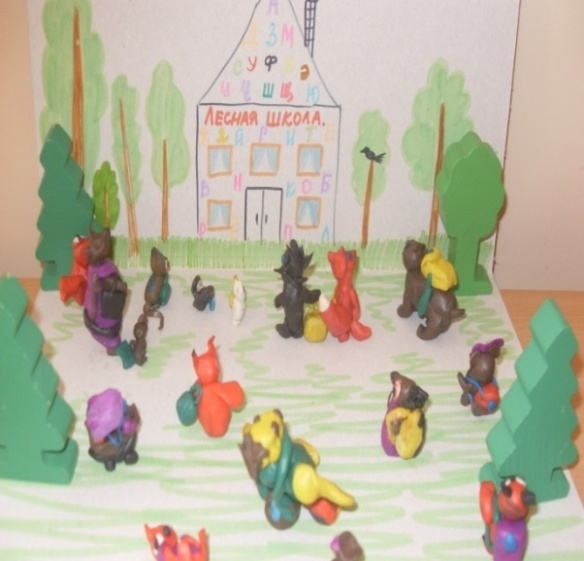 А
З М
С У Ф
Ч Ц Ш Щ Ю
ЛЕСНАЯ ШКОЛА.
Й Р И Т Ё
В Н К О Б
Р П Л